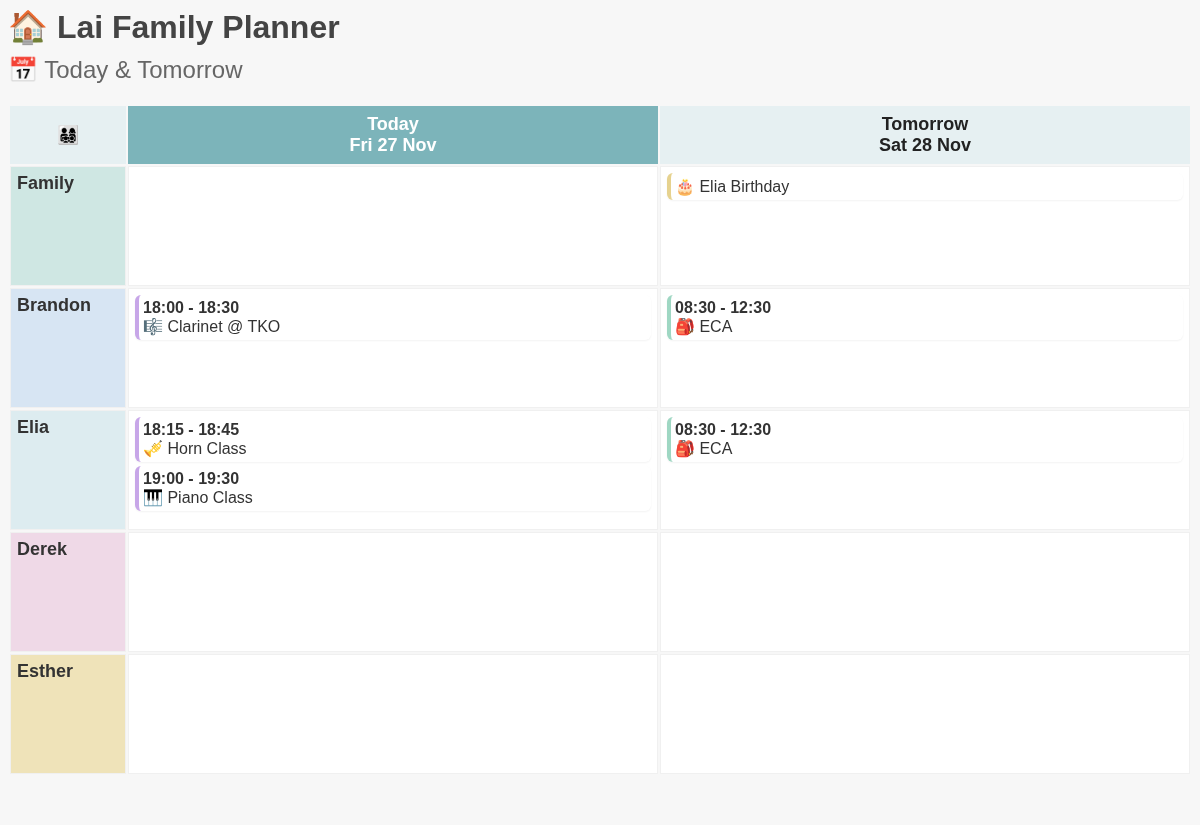 🏠 Lai Family Planner
📅 Today & Tomorrow
Today
Fri 27 Nov
Tomorrow
Sat 28 Nov
Family
🎂 Elia Birthday
Brandon
18:00 - 18:30
🎼 Clarinet @ TKO
08:30 - 12:30
🎒 ECA
Elia
18:15 - 18:45
🎺 Horn Class
19:00 - 19:30
🎹 Piano Class
08:30 - 12:30
🎒 ECA
Derek
Esther